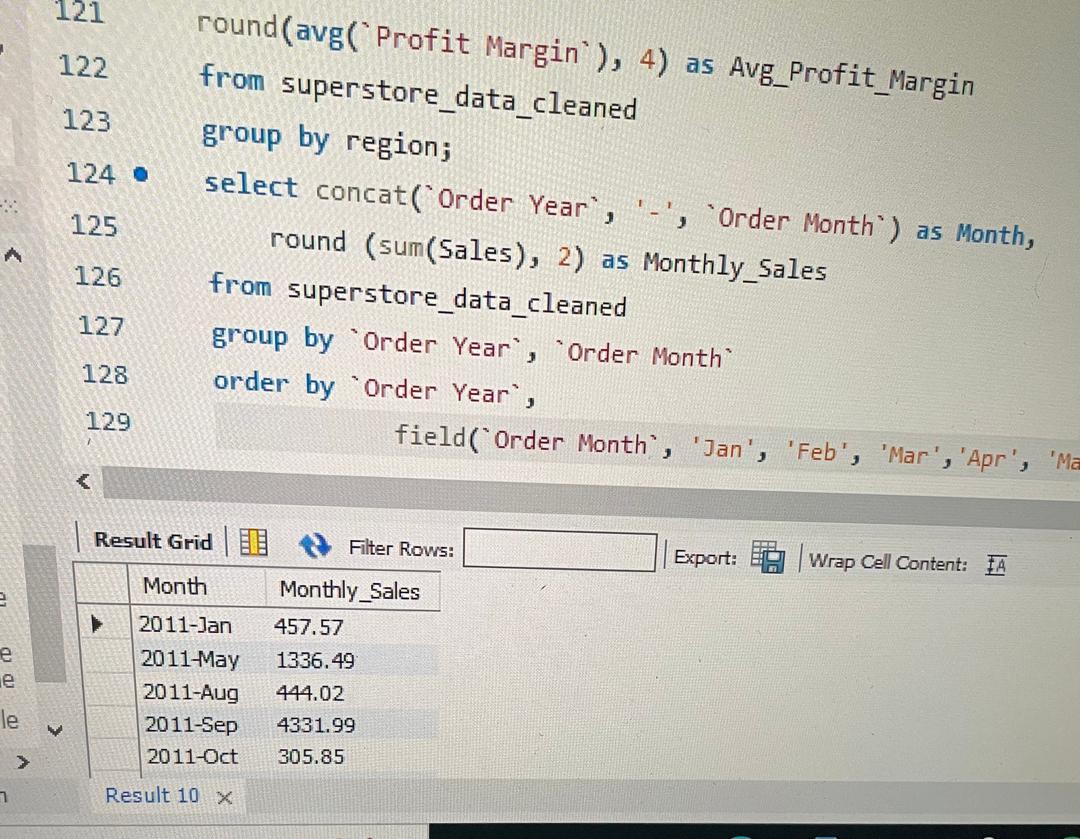 121 round(avg(`Profit Margin`), 4) as Avg_Profit_Margin
122 from superstore_data_cleaned
123 group by region;
124 select concat(`Order Year`, '-', `Order Month`) as Month,
125 round (sum(Sales), 2) as Monthly_Sales
126 from superstore_data_cleaned
127 group by `Order Year`, `Order Month`
128 order by `Order Year`,
129 field(`Order Month`, 'Jan', 'Feb', 'Mar','Apr', 'Ma
Result Grid Filter Rows: Export: Wrap Cell Content: IA
Month Monthly_Sales
2011-Jan 457.57
2011-May 1336.49
2011-Aug 444.02
2011-Sep 4331.99
2011-Oct 305.85
Result 10 ×